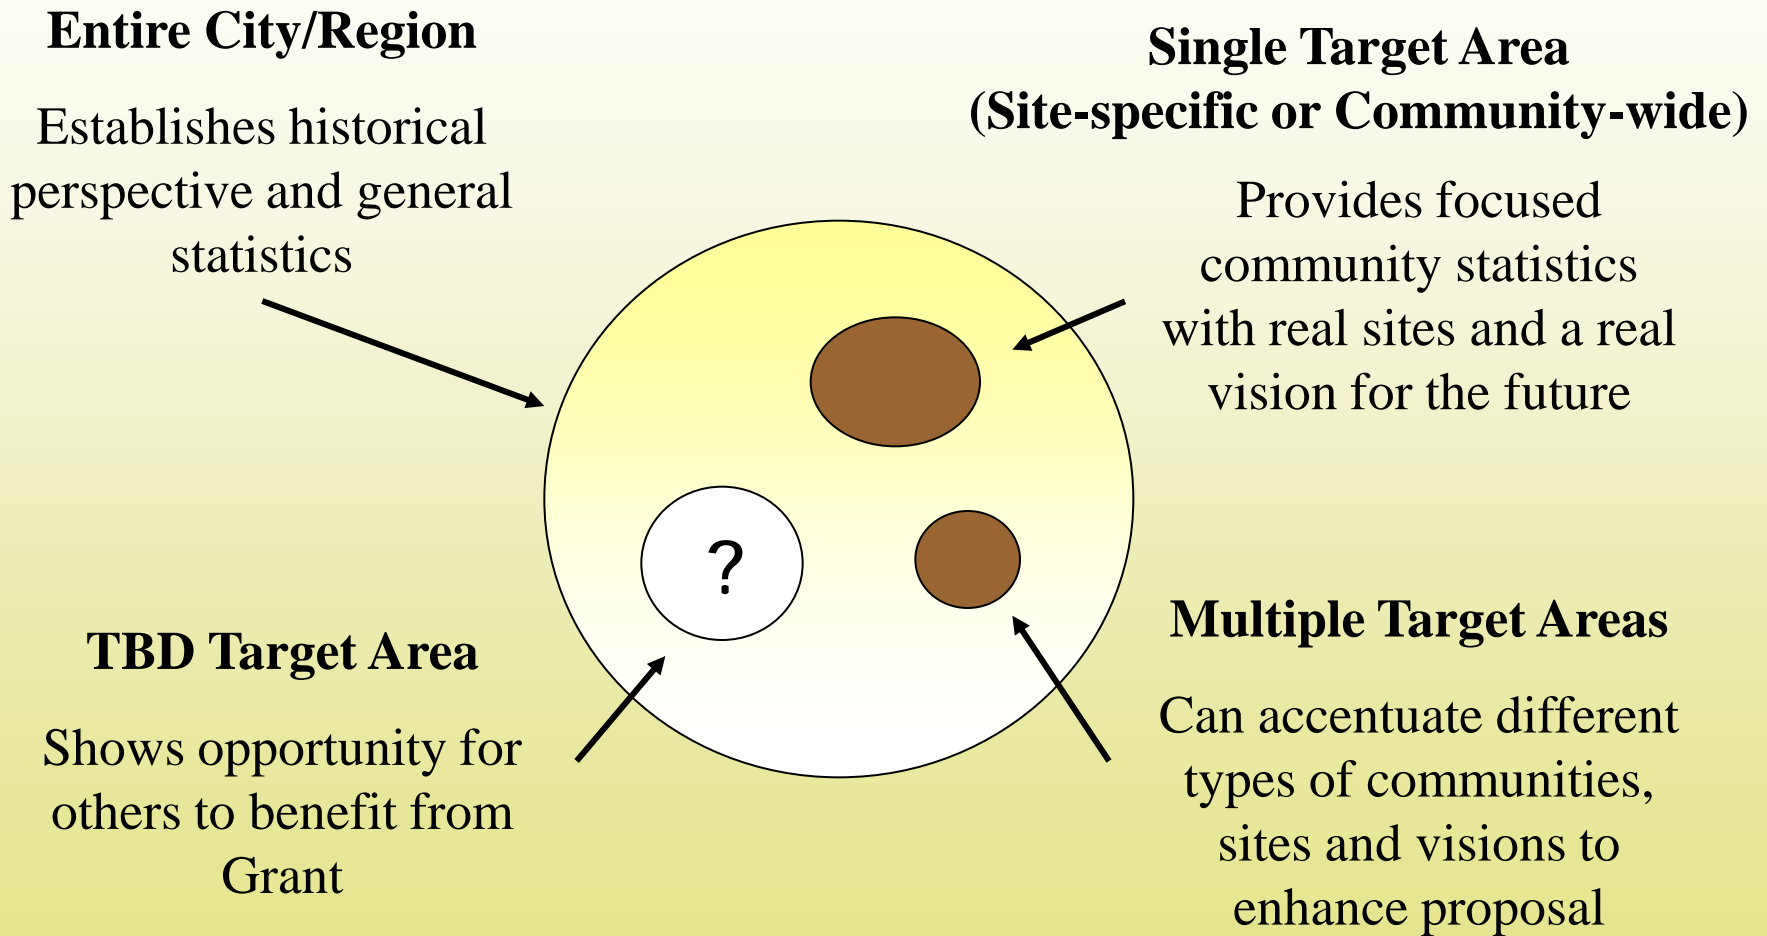 Entire City/Region
Establishes historical
perspective and general
statistics
Single Target Area
(Site-specific or Community-wide)
Provides focused
community statistics
with real sites and a real
vision for the future
?
TBD Target Area
Shows opportunity for
others to benefit from
Grant
Multiple Target Areas
Can accentuate different
types of communities,
sites and visions to
enhance proposal